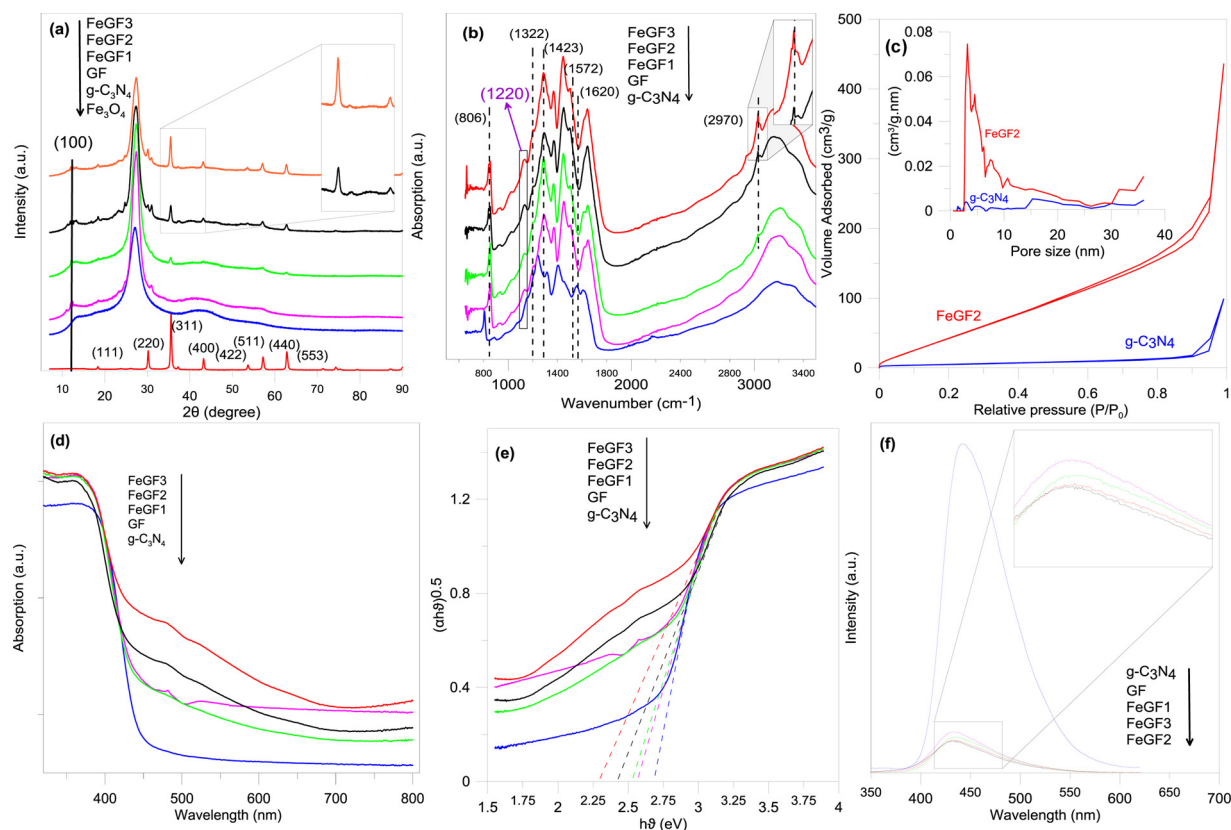 (a)
FeGF3
FeGF2
FeGF1
GF
g-C₃N₄
Fe₃O₄
(100)
(111)
(220)
(311)
(400)
(422)
(511)
(440)
(553)
Intensity (a.u.)
10 20 30 40 50 60 70 80 90
2θ (degree)
(b)
(1322)
(1423)
(1572)
(1620)
(1220)
(806)
(2970)
FeGF3
FeGF2
FeGF1
GF
g-C₃N₄
Absorption (a.u.)
800 1000 1400 1800 2000 2400 2800 3000 3400
Wavenumber (cm⁻¹)
(c)
500
400
300
200
100
0
Volume Adsorbed (cm³/g)
0.08
0.06
0.04
0.02
0
(cm³/g.nm)
FeGF2
g-C₃N₄
0 10 20 30 40
Pore size (nm)
FeGF2
g-C₃N₄
0 0.2 0.4 0.6 0.8 1
Relative pressure (P/P₀)
(d)
FeGF3
FeGF2
FeGF1
GF
g-C₃N₄
Absorption (a.u.)
400 500 600 700 800
Wavelength (nm)
(e)
FeGF3
FeGF2
FeGF1
GF
g-C₃N₄
1.2
0.8
0.4
0
(αhϑ)0.5
1.5 1.75 2 2.25 2.5 2.75 3 3.25 3.5 3.75 4
hϑ (eV)
(f)
g-C₃N₄
GF
FeGF1
FeGF3
FeGF2
Intensity (a.u.)
350 400 450 500 550 600 650 700
Wavelength (nm)